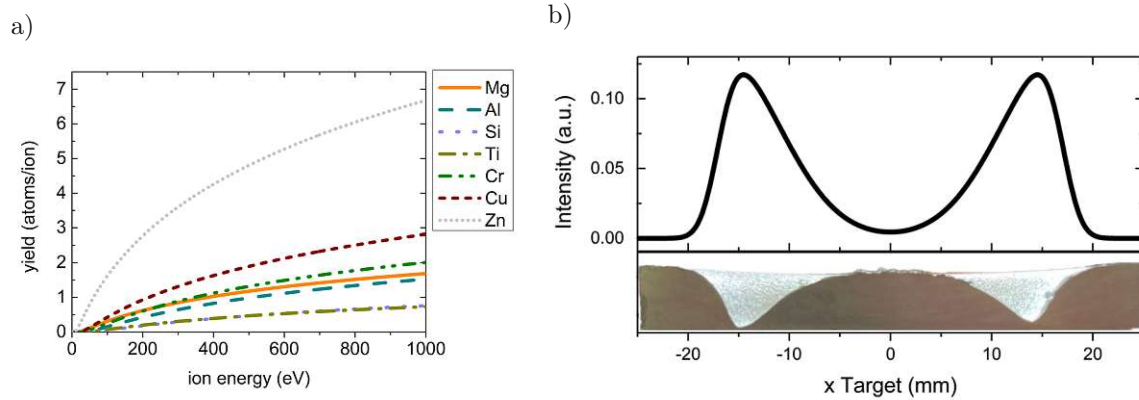 a)
7
6
5
4
3
2
1
0
yield (atoms/ion)
0 200 400 600 800 1000
ion energy (eV)
Mg
Al
Si
Ti
Cr
Cu
Zn
b)
0.10
0.05
0.00
Intensity (a.u.)
-20 -10 0 10 20
x Target (mm)